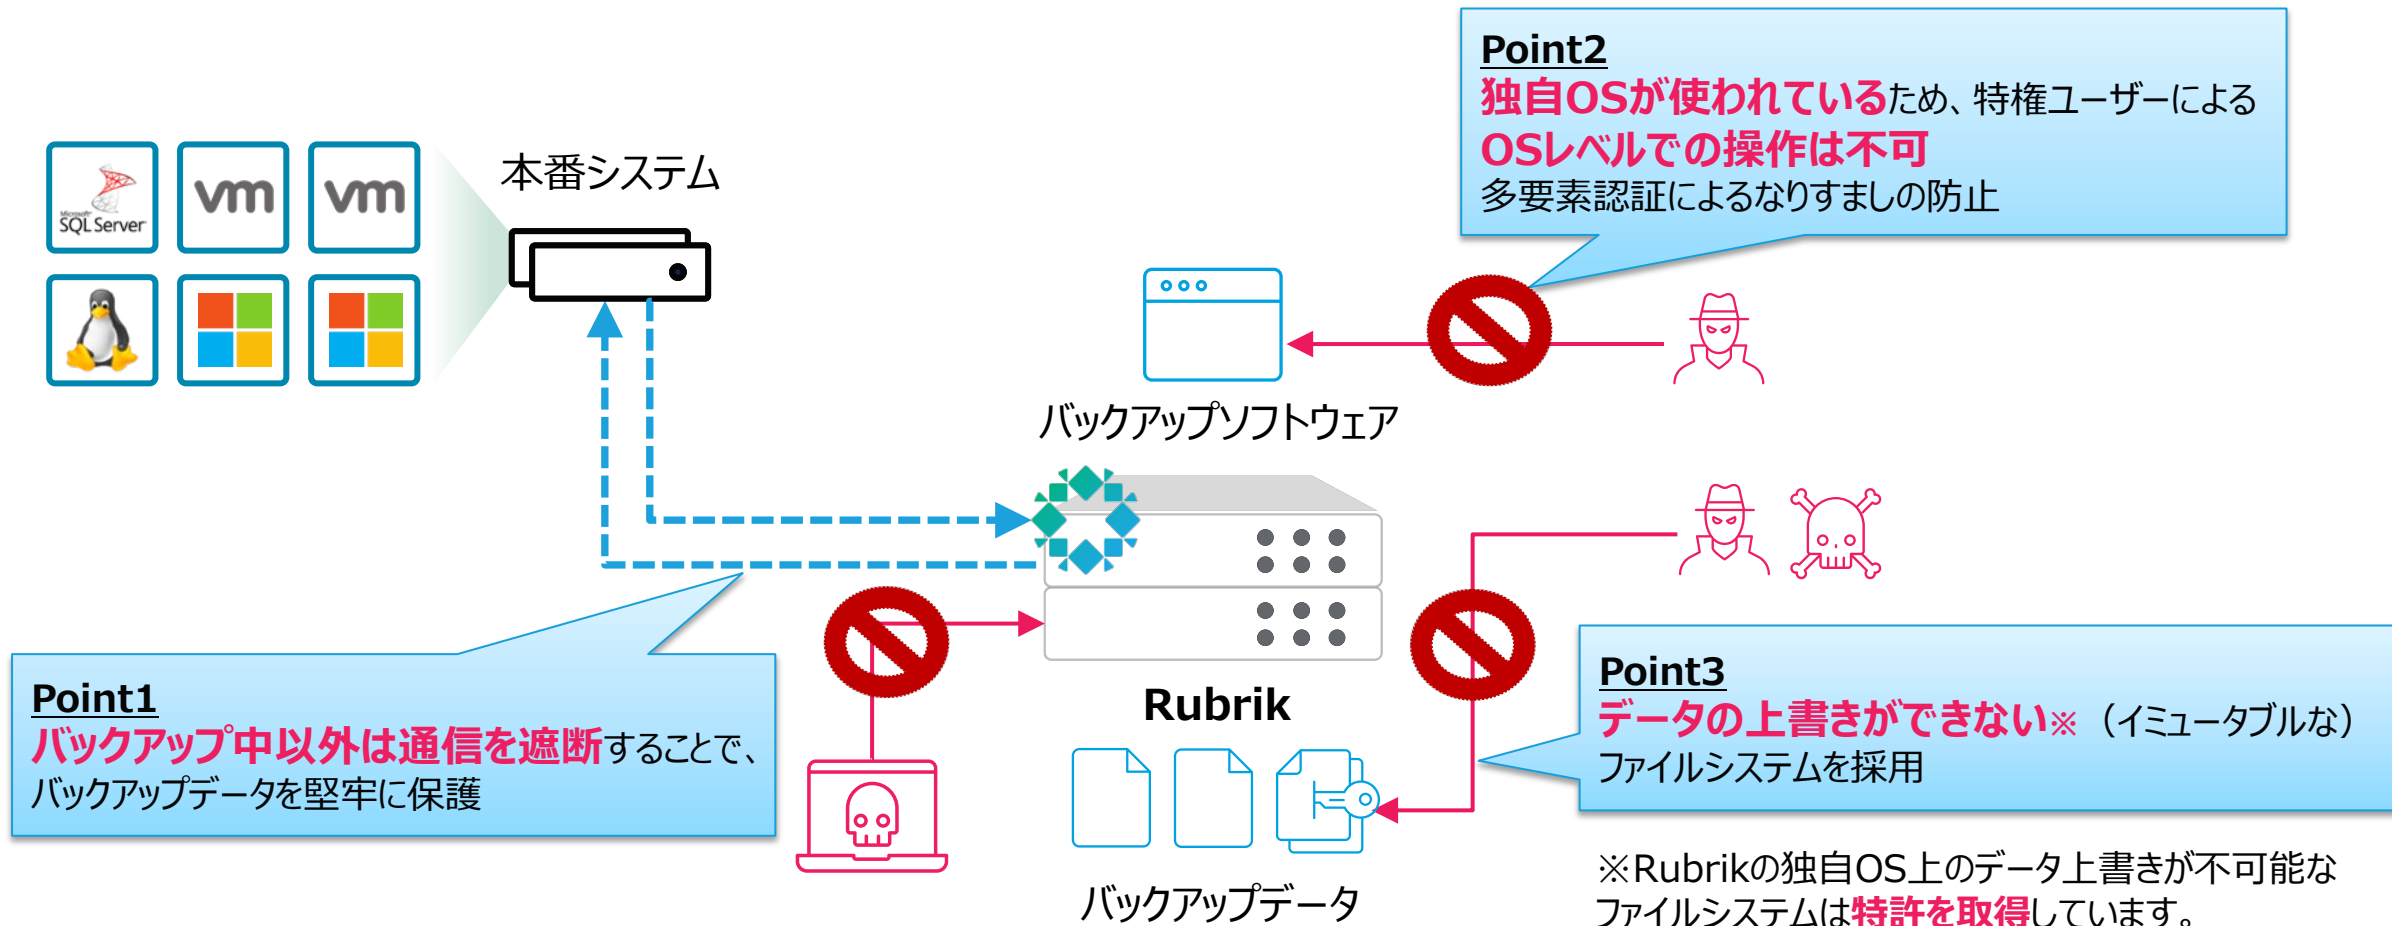 Point2
独自OSが使われているため、特権ユーザーによる
OSレベルでの操作は不可
多要素認証によるなりすましの防止
本番システム
Microsoft
SQL Server
vm
vm
バックアップソフトウェア
Rubrik
Point1
バックアップ中以外は通信を遮断することで、
バックアップデータを堅牢に保護
Point3
データの上書きができない※（イミュータブルな）
ファイルシステムを採用
バックアップデータ
※Rubrikの独自OS上のデータ上書きが不可能な
ファイルシステムは特許を取得しています。